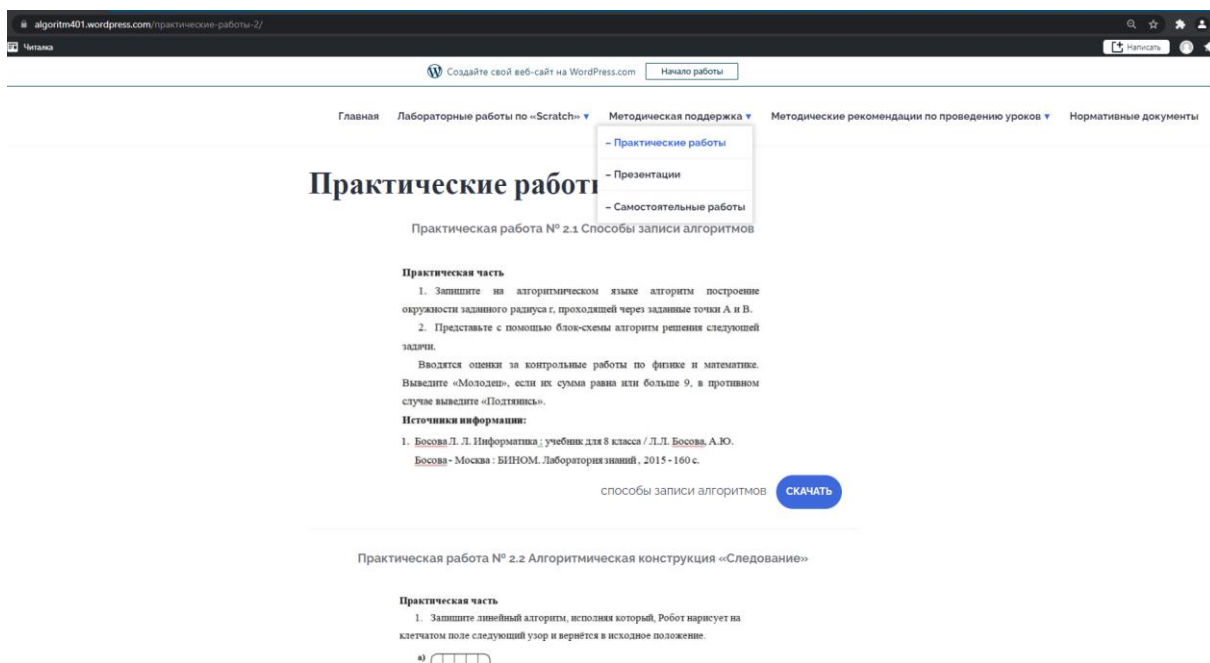 algoritm401.wordpress.com/практические-работы-2/
Читалка
Написать
Создайте свой веб-сайт на WordPress.com Начало работы
Главная Лабораторные работы по «Scratch» ▼ Методическая поддержка ▼ Методические рекомендации по проведению уроков ▼ Нормативные документы
– Практические работы
– Презентации
– Самостоятельные работы
Практические работы
Практическая работа № 2.1 Способы записи алгоритмов
Практическая часть
1. Запишите на алгоритмическом языке алгоритм построение
окружности заданного радиуса r, проходящей через заданные точки А и В.
2. Представьте с помощью блок-схемы алгоритм решения следующей
задачи.
Вводятся оценки за контрольные работы по физике и математике.
Выведите «Молодец», если их сумма равна или больше 9, в противном
случае выведите «Подтянись».
Источники информации:
1. Босова Л. Л. Информатика : учебник для 8 класса / Л.Л. Босова, А.Ю.
Босова - Москва : БИНОМ. Лаборатория знаний , 2015 - 160 с.
способы записи алгоритмов СКАЧАТЬ
Практическая работа № 2.2 Алгоритмическая конструкция «Следование»
Практическая часть
1. Запишите линейный алгоритм, исполняя который, Робот нарисует на
клетчатом поле следующий узор и вернётся в исходное положение.
а)